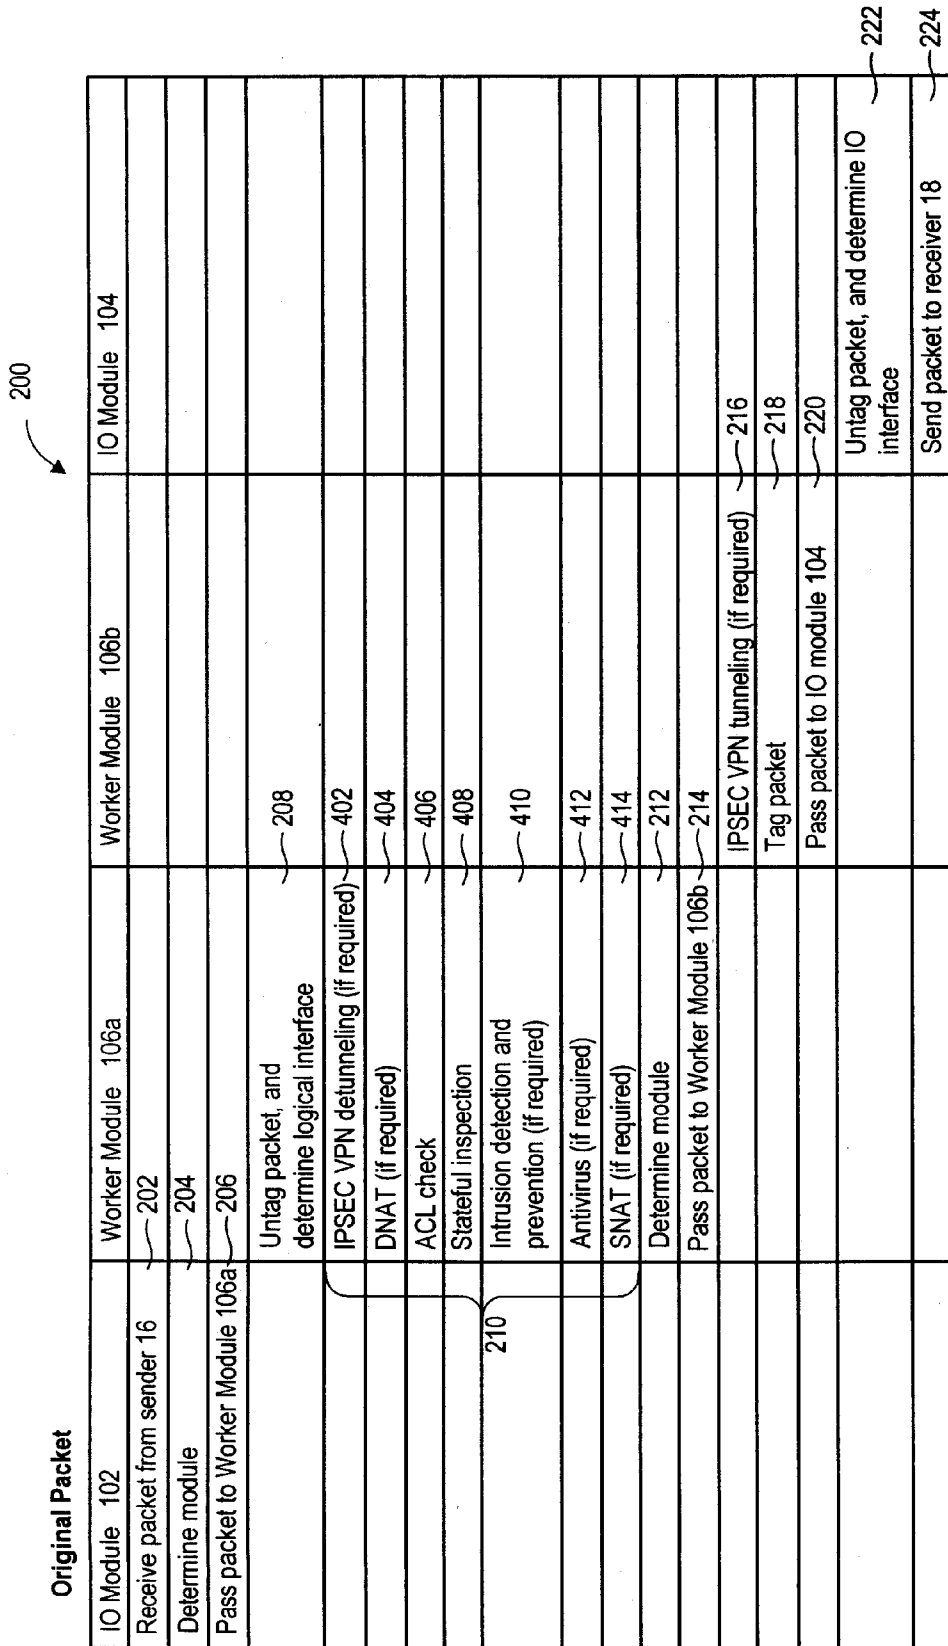 200
Original Packet
IO Module 102
Worker Module 106a
Worker Module 106b
IO Module 104
Receive packet from sender 16
202
Determine module
204
Pass packet to Worker Module 106a
206
Untag packet, and
determine logical interface
208
IPSEC VPN detunneling (if required)
402
DNAT (if required)
404
ACL check
406
Stateful inspection
408
210
Intrusion detection and
prevention (if required)
410
Antivirus (if required)
412
SNAT (if required)
414
Determine module
212
Pass packet to Worker Module 106b
214
IPSEC VPN tunneling (if required)
216
Tag packet
218
Pass packet to IO module 104
220
Untag packet, and determine IO
interface
222
Send packet to receiver 18
224